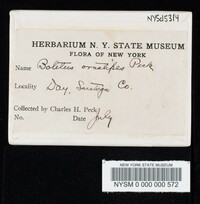 NYSd5314
HERBARIUM N. Y. STATE MUSEUM
FLORA OF NEW YORK
Name Boletus ornatipes Peck
Locality Day, Saratoga Co.
Collected by Charles H. Peck
No. Date July
NEW YORK STATE MUSEUM
NYSM 0 000 000 572